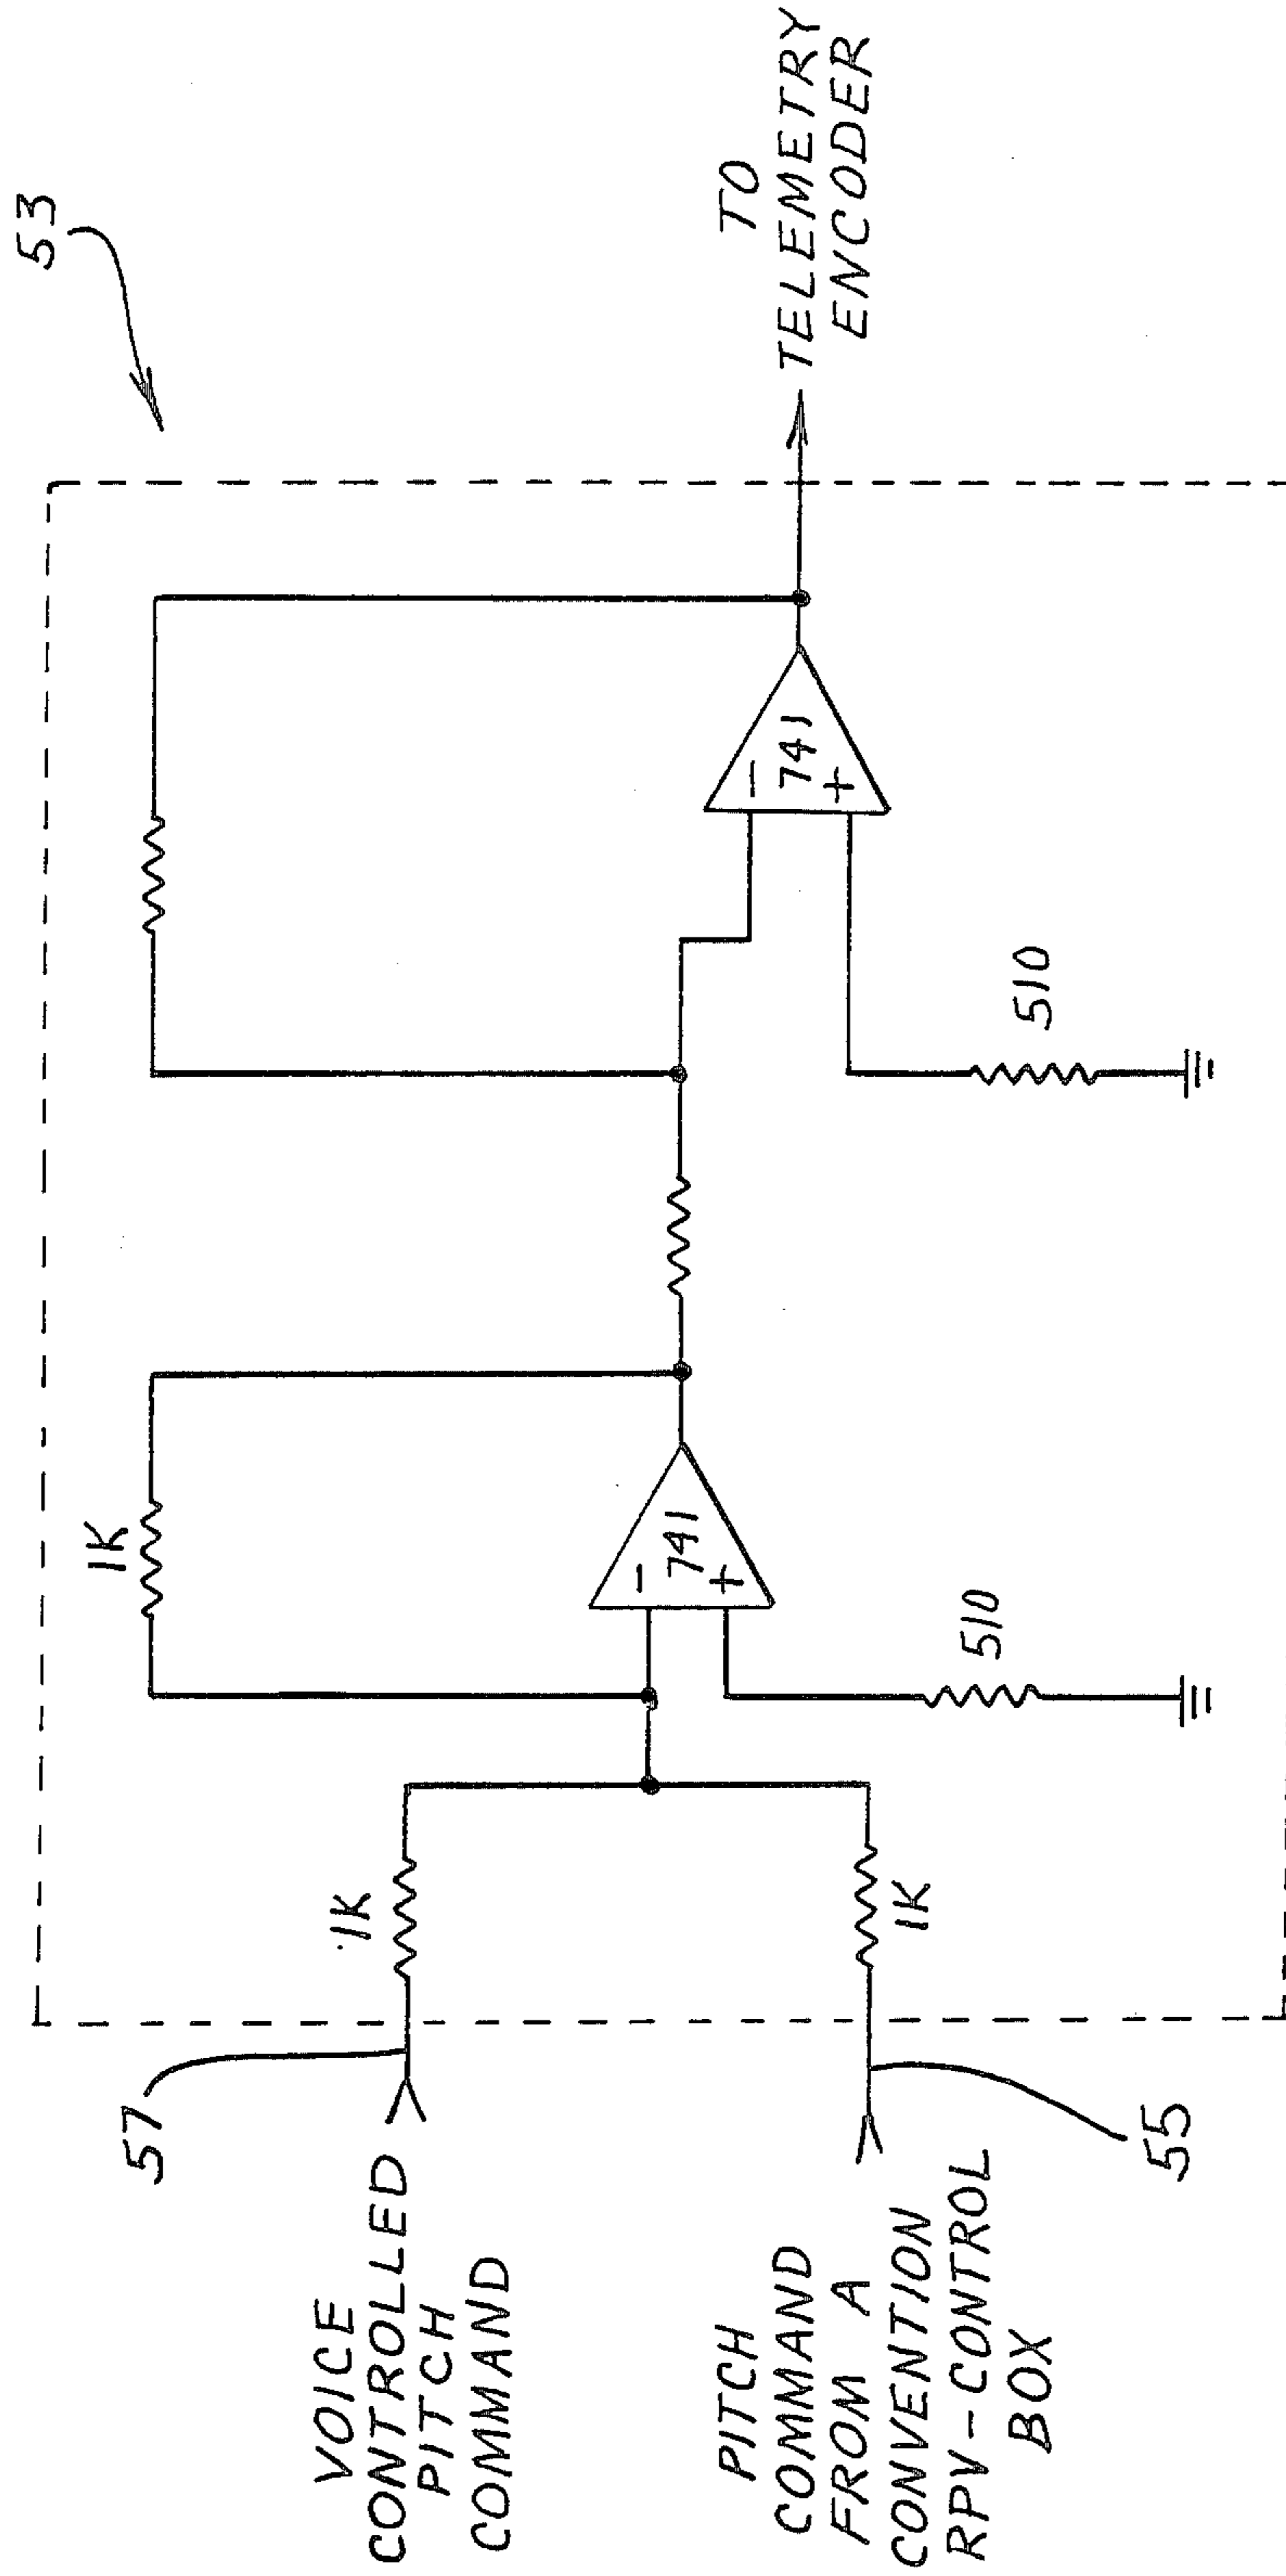 53
VOICE
CONTROLLED
PITCH
COMMAND
57
1K
1K
741
-
+
510
741
-
+
510
TO
TELEMETRY
ENCODER
PITCH
COMMAND
FROM A
CONVENTION
RPV-CONTROL
BOX
55
1K